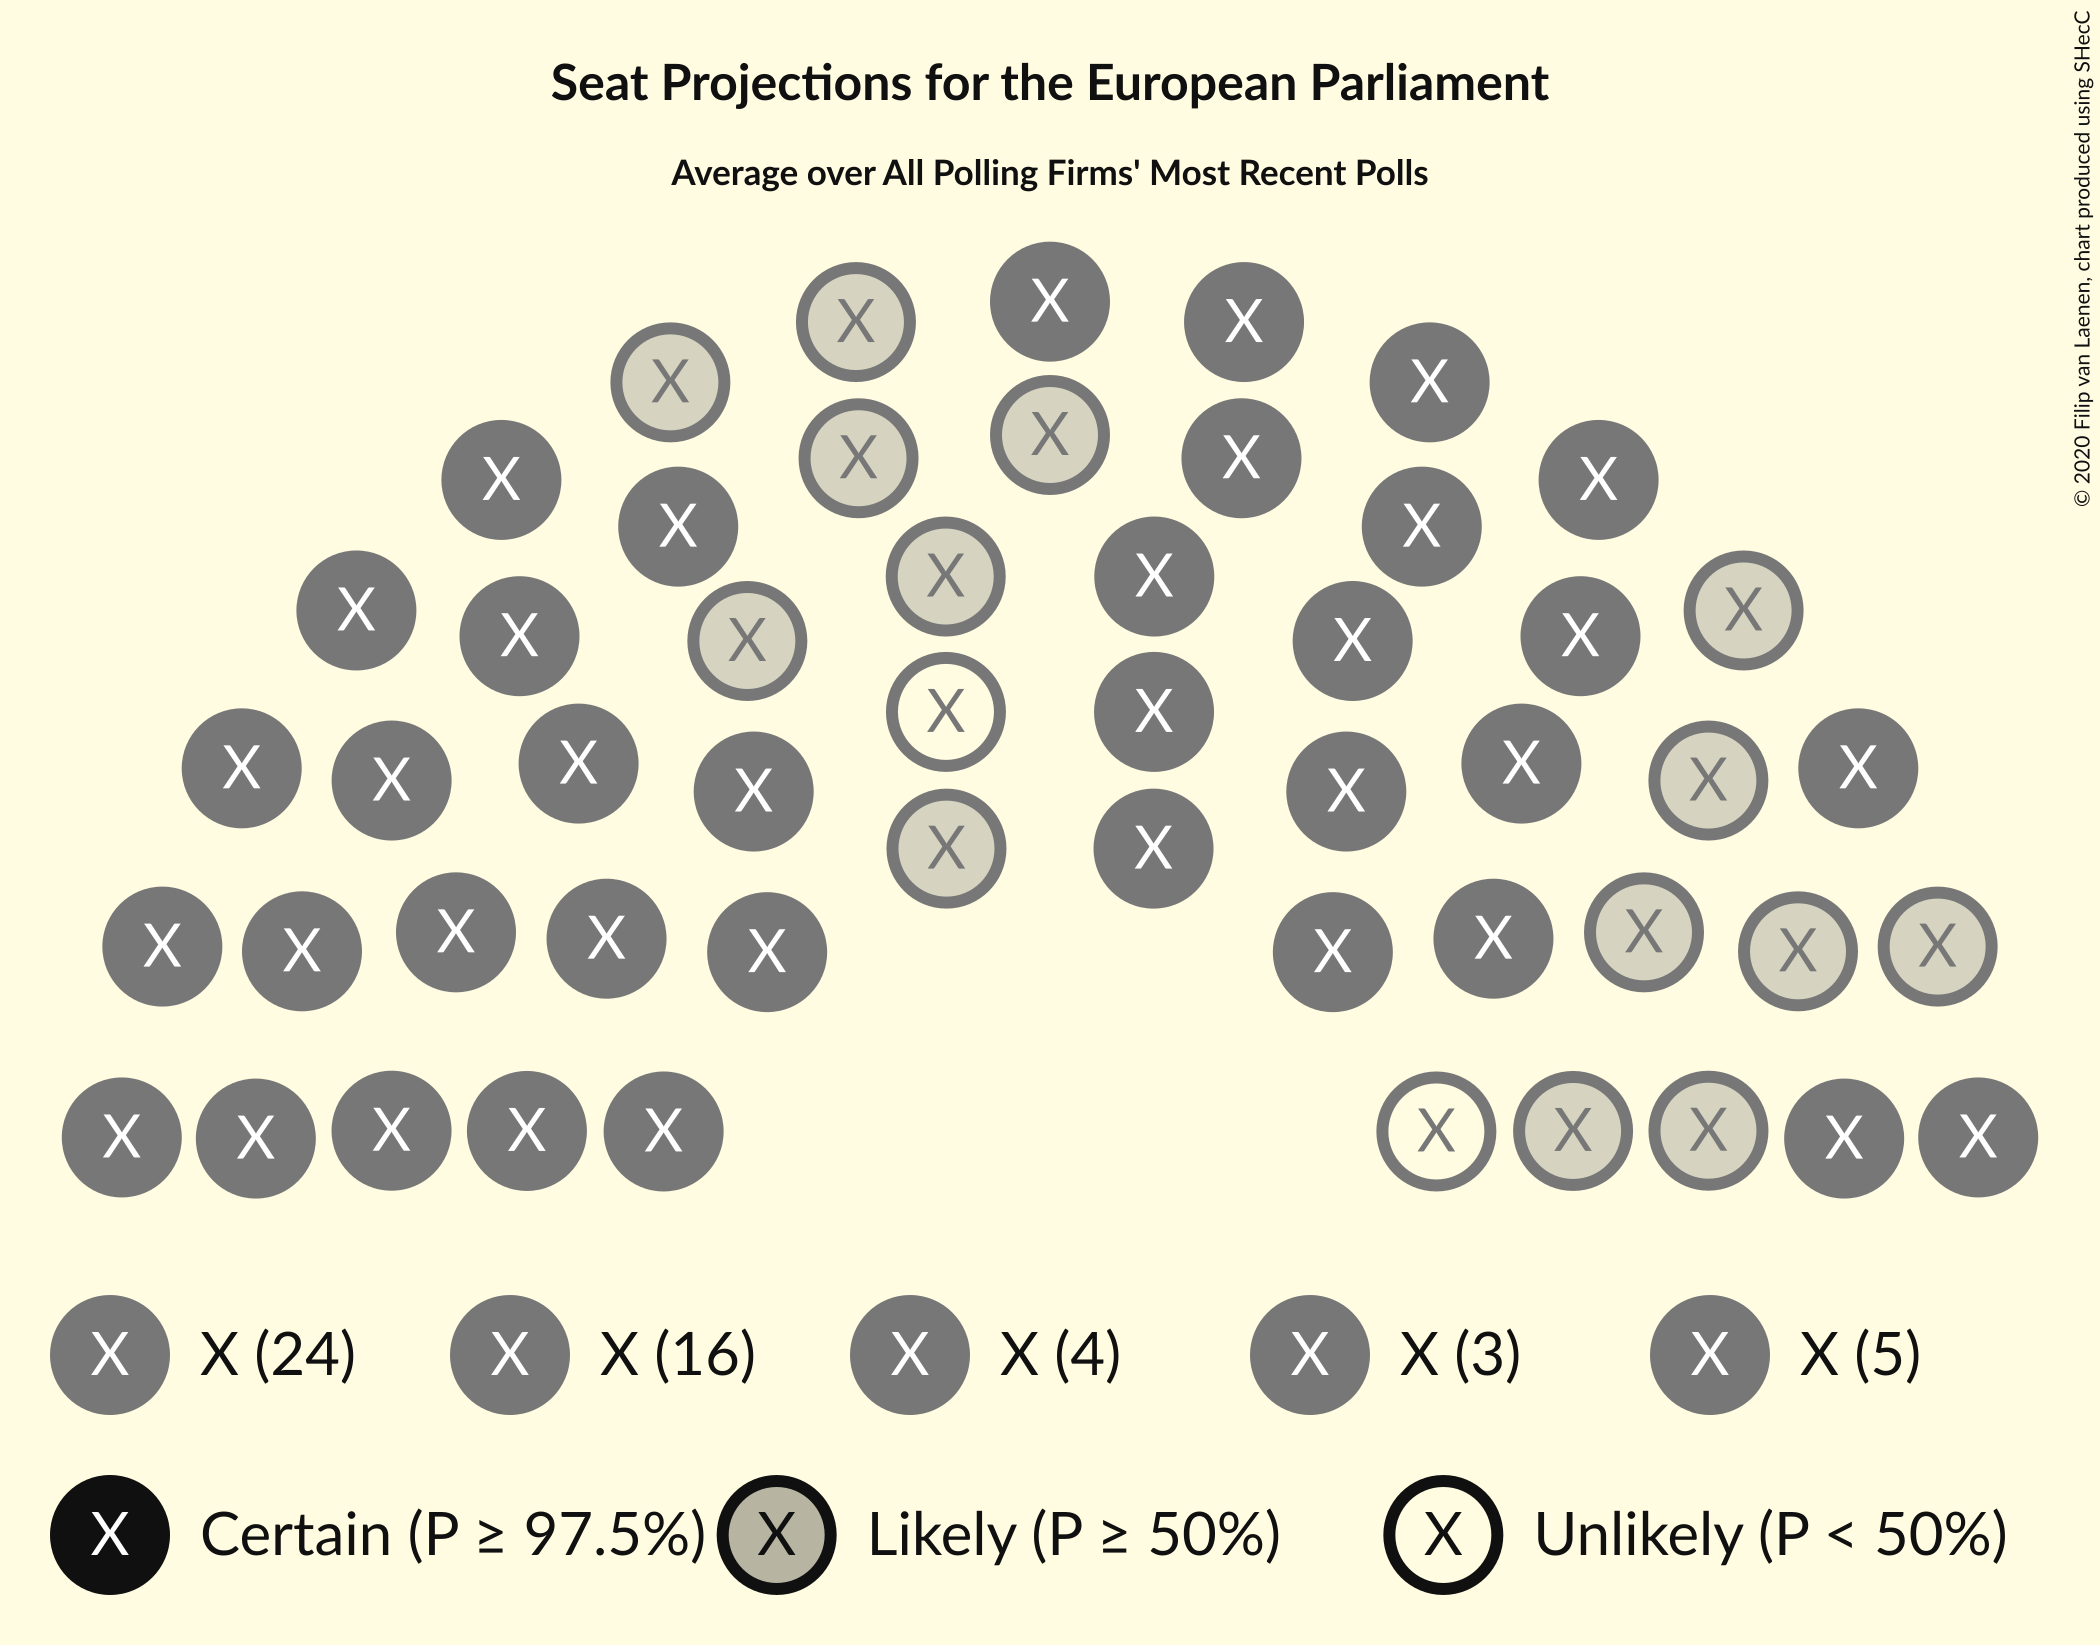 © 2020 Filip van Laenen, chart produced using SHecC
Seat Projections for the European Parliament
Average over All Polling Firms' Most Recent Polls
X X X
X X
X X
X X X
X X
X X
X X
X X X X
X X
X X X X
X X
X X X X
X X X X
X X
X X X X X X X X X X
X X X X X X X X X X
X X (24) X X (16) X X (4) X X (3) X X (5)
X Certain (P ≥ 97.5%) X Likely (P ≥ 50%) X Unlikely (P < 50%)